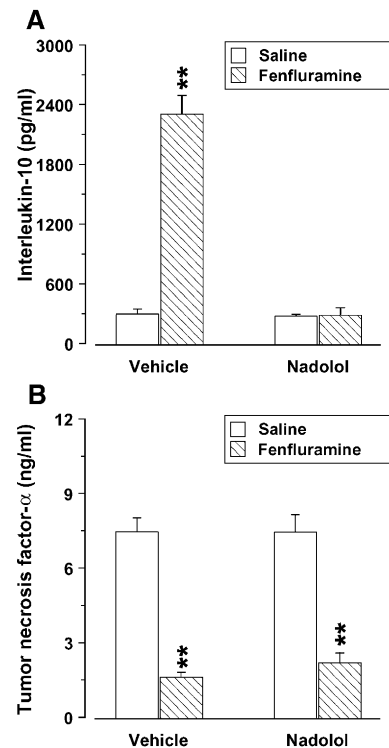 A
Interleukin-10 (pg/ml)
3000
2400
1800
1200
600
0
Saline
Fenfluramine
**
Vehicle
Nadolol
B
Tumor necrosis factor-α (ng/ml)
12
9
6
3
0
Saline
Fenfluramine
**
**
Vehicle
Nadolol